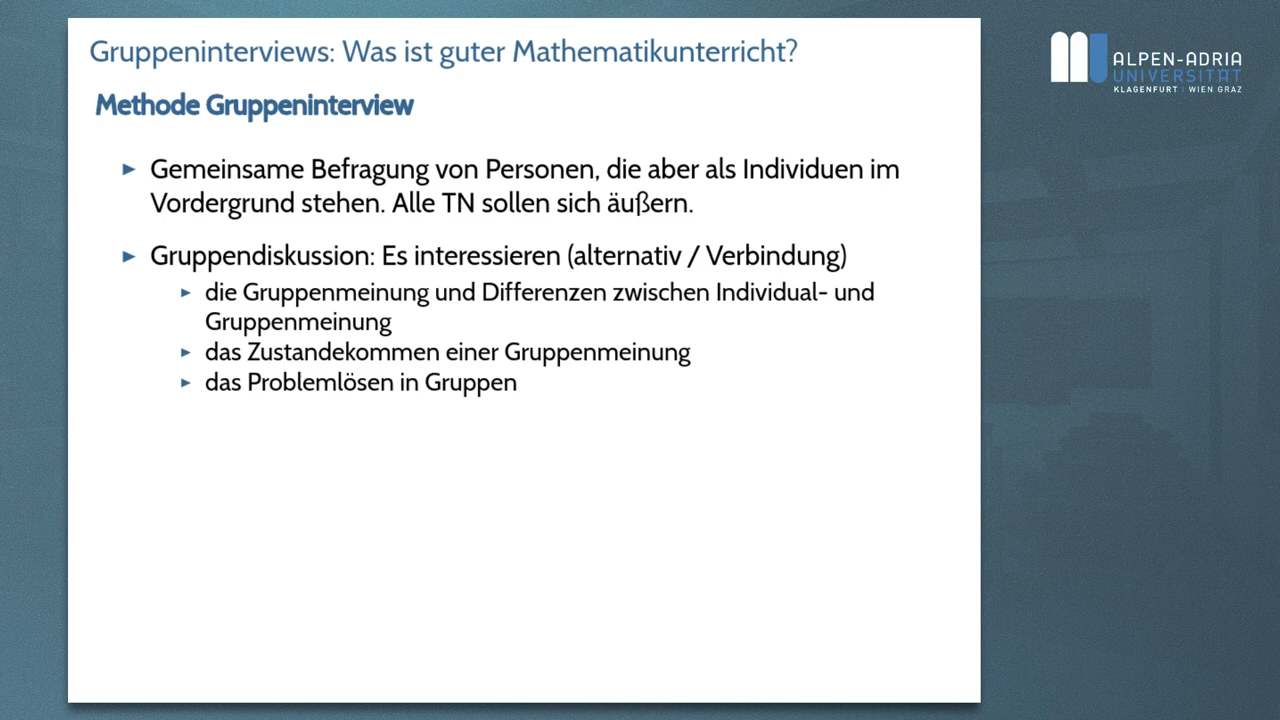 Gruppeninterviews: Was ist guter Mathematikunterricht?
Methode Gruppeninterview
Gemeinsame Befragung von Personen, die aber als Individuen im
Vordergrund stehen. Alle TN sollen sich äußern.
Gruppendiskussion: Es interessieren (alternativ / Verbindung)
die Gruppenmeinung und Differenzen zwischen Individual- und
Gruppenmeinung
das Zustandekommen einer Gruppenmeinung
das Problemlösen in Gruppen
ALPEN-ADRIA
UNIVERSITÄT
KLAGENFURT | WIEN GRAZ